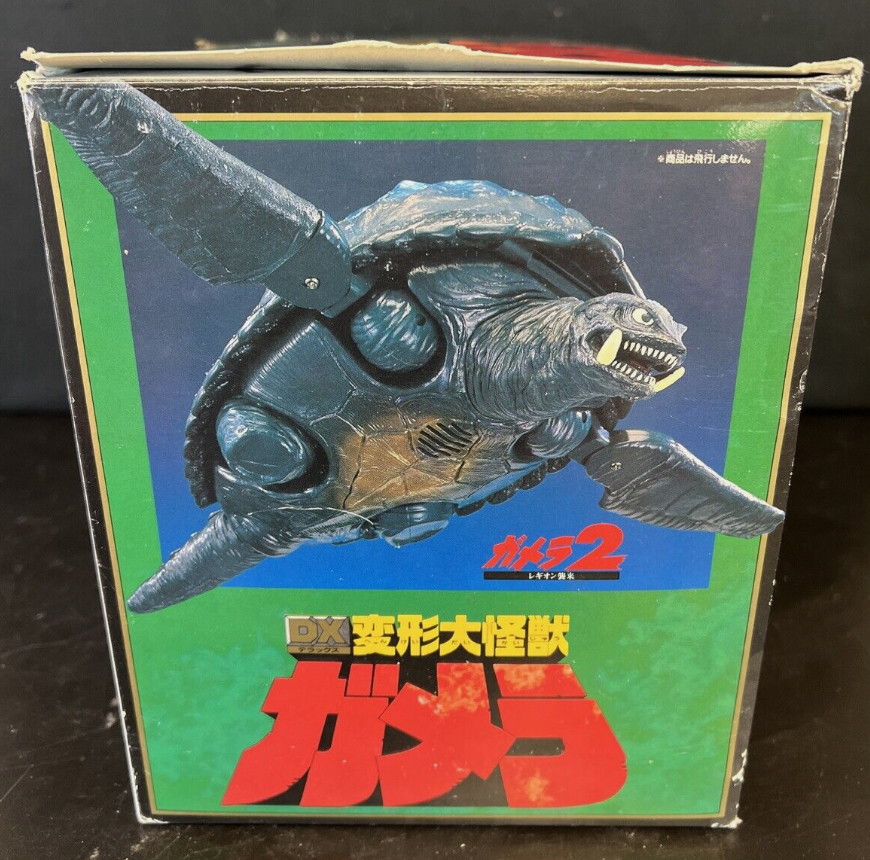 ※商品は飛行しません。
ガメラ2
レギオン襲来
DX 変形大怪獣
デラックス
ガメラ